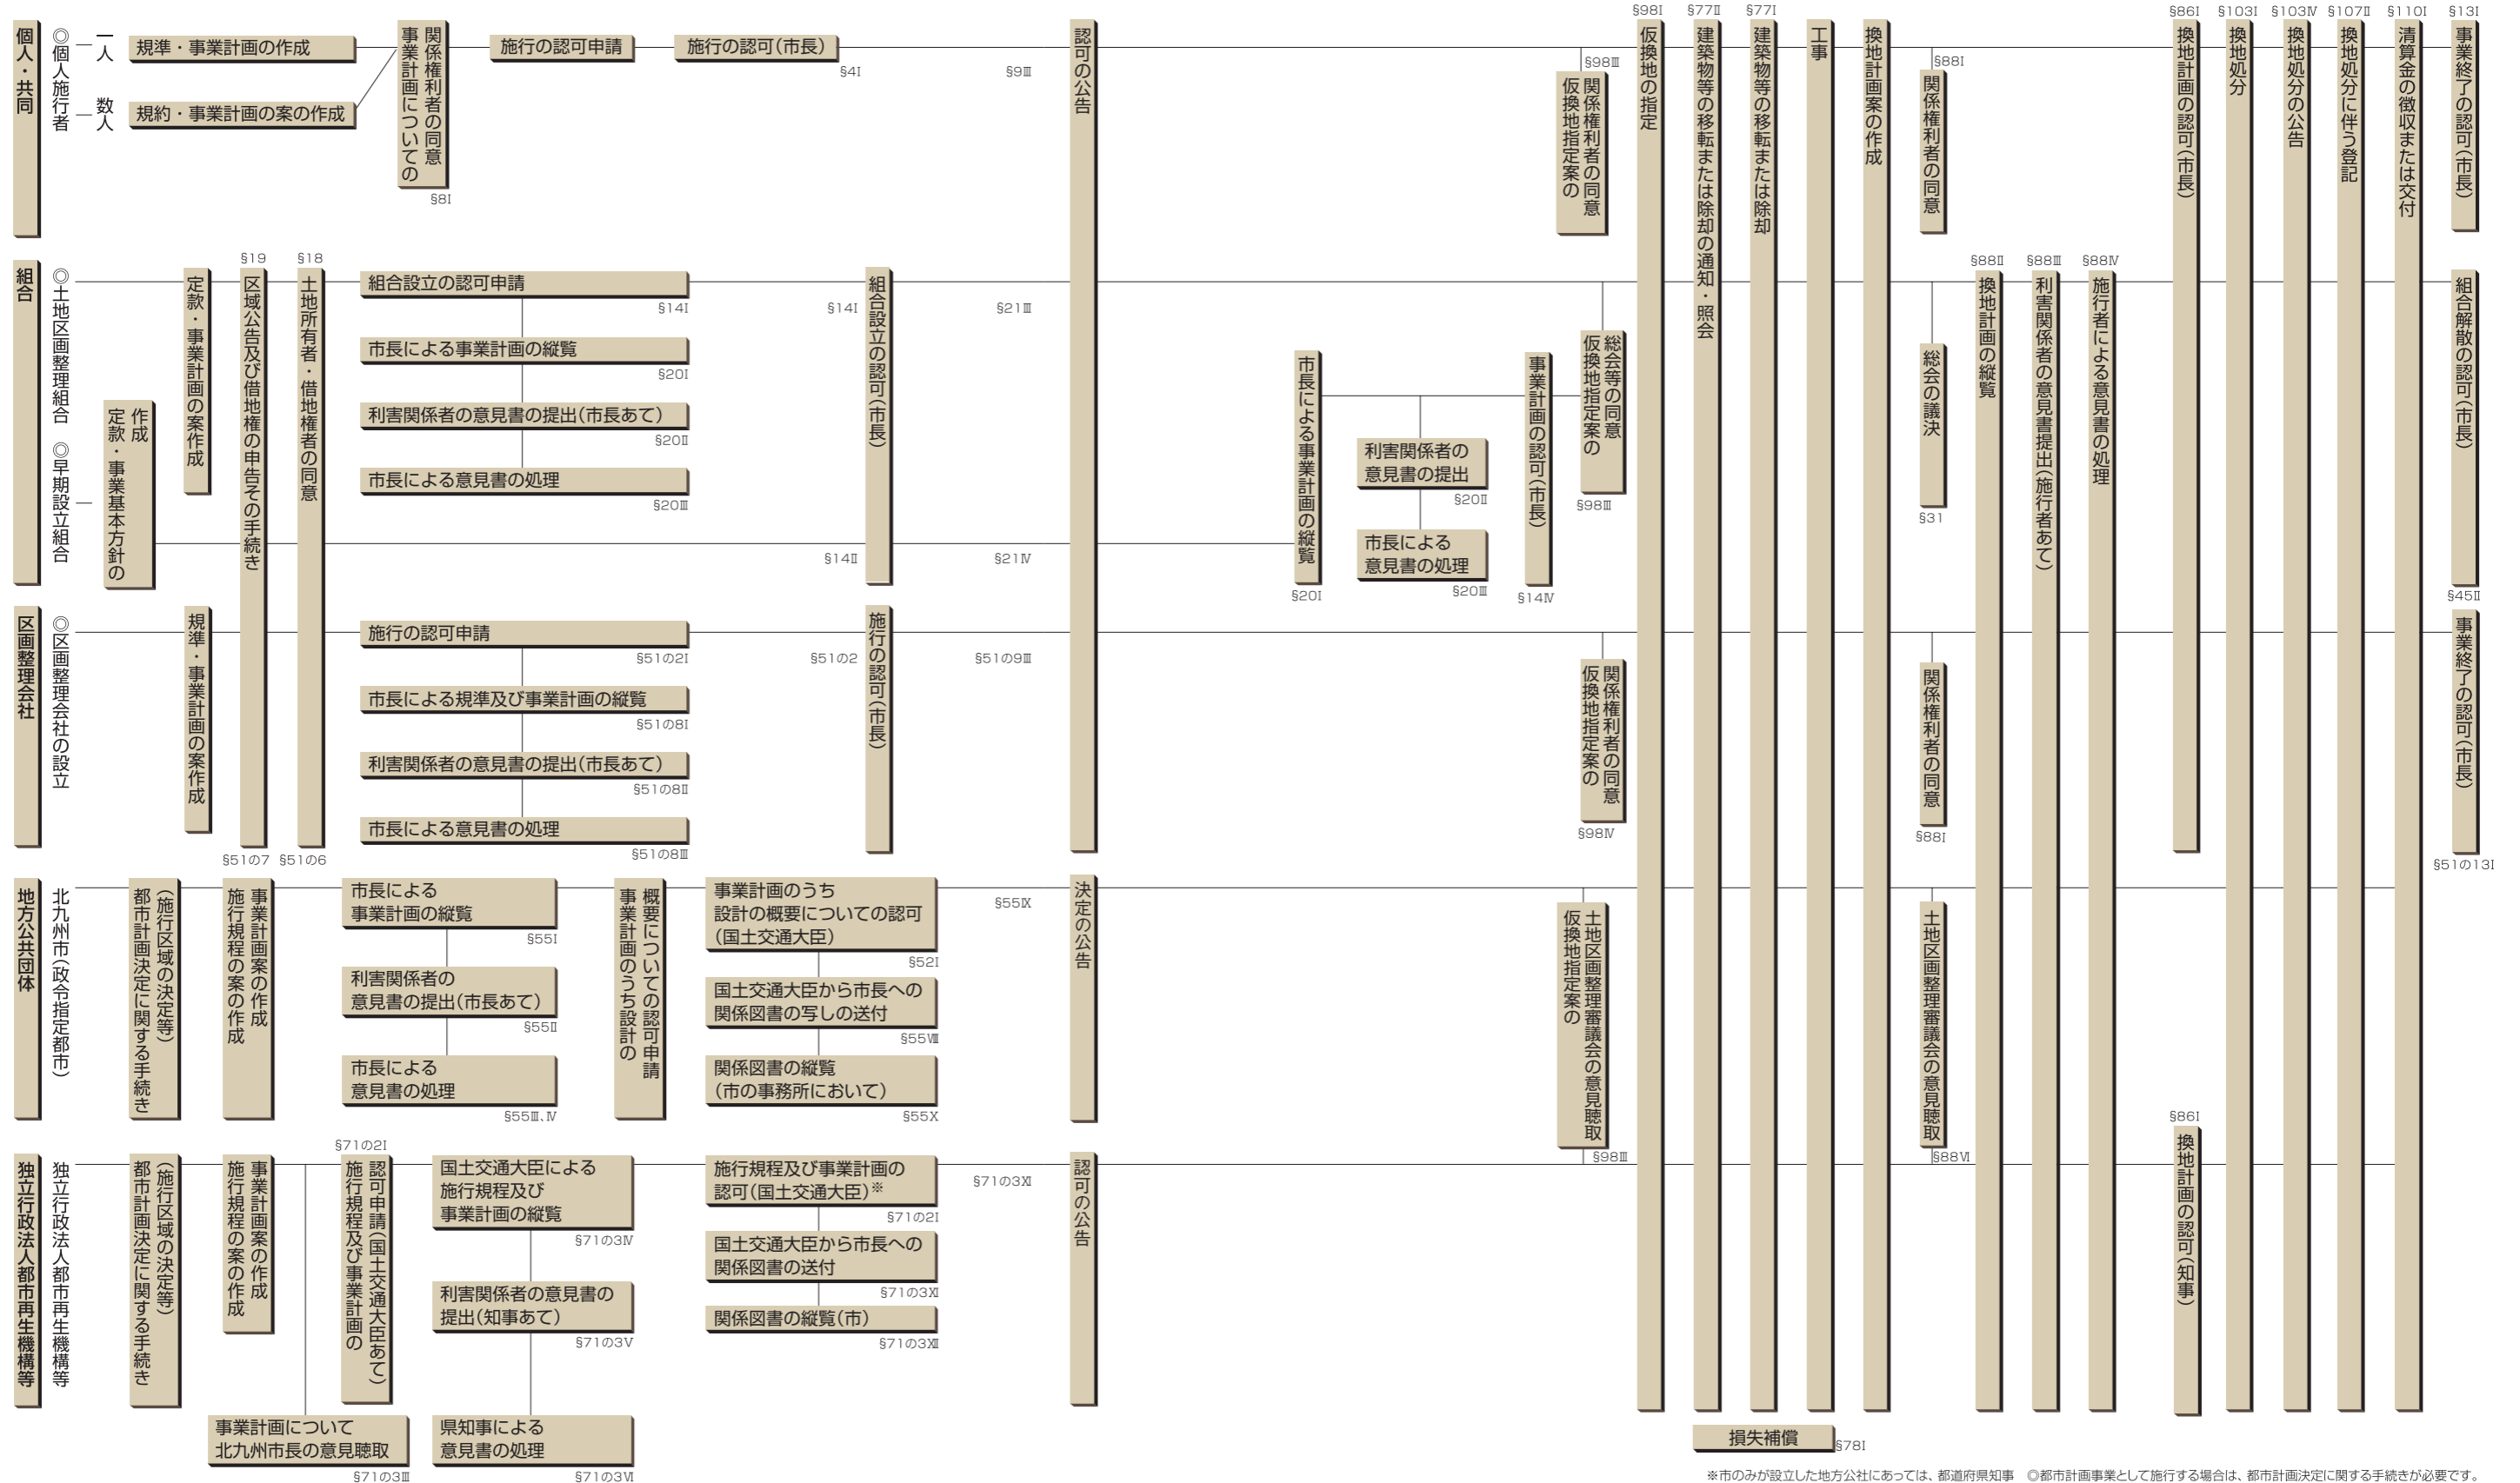 個人・共同
◎個人施行者
一人
数人
規準・事業計画の作成
規約・事業計画の案の作成
事業計画についての
関係権利者の同意
§8Ⅰ
施行の認可申請
施行の認可(市長)
§4Ⅰ
§9Ⅲ
認可の公告
§98Ⅲ
仮換地指定案の
関係権利者の同意
§98Ⅰ
仮換地の指定
§77Ⅱ
建築物等の移転または除却の通知・照会
§77Ⅰ
建築物等の移転または除却
工事
換地計画案の作成
§88Ⅰ
関係権利者の同意
§86Ⅰ
換地計画の認可(市長)
§103Ⅰ
換地処分
§103Ⅳ
換地処分の公告
§107Ⅱ
換地処分に伴う登記
§110Ⅰ
清算金の徴収または交付
§13Ⅰ
事業終了の認可(市長)
組合
◎土地区画整理組合
◎早期設立組合
定款・事業基本方針の
作成
定款・事業計画の案作成
§19
区域公告及び借地権の申告その手続き
§18
土地所有者・借地権者の同意
組合設立の認可申請
§14Ⅰ
市長による事業計画の縦覧
§20Ⅰ
利害関係者の意見書の提出(市長あて)
§20Ⅱ
市長による意見書の処理
§20Ⅲ
§14Ⅰ
§14Ⅱ
組合設立の認可(市長)
§21Ⅲ
§21Ⅳ
市長による事業計画の縦覧
§20Ⅰ
利害関係者の
意見書の提出
§20Ⅱ
市長による
意見書の処理
§20Ⅲ
事業計画の認可(市長)
§14Ⅳ
仮換地指定案の
総会等の同意
§98Ⅲ
総会の議決
§31
§88Ⅱ
換地計画の縦覧
§88Ⅲ
利害関係者の意見書提出(施行者あて)
§88Ⅳ
施行者による意見書の処理
組合解散の認可(市長)
§45Ⅱ
区画整理会社
◎区画整理会社の設立
規準・事業計画の案作成
§51の7
§51の6
施行の認可申請
§51の2Ⅰ
市長による規準及び事業計画の縦覧
§51の8Ⅰ
利害関係者の意見書の提出(市長あて)
§51の8Ⅱ
市長による意見書の処理
§51の8Ⅲ
§51の2
施行の認可(市長)
§51の9Ⅲ
仮換地指定案の
関係権利者の同意
§98Ⅳ
関係権利者の同意
§88Ⅰ
事業終了の認可(市長)
§51の13Ⅰ
地方公共団体
北九州市(政令指定都市)
都市計画決定に関する手続き
(施行区域の決定等)
施行規程の案の作成
事業計画案の作成
市長による
事業計画の縦覧
§55Ⅰ
利害関係者の
意見書の提出(市長あて)
§55Ⅱ
市長による
意見書の処理
§55Ⅲ、Ⅳ
事業計画のうち設計の
概要についての認可申請
事業計画のうち
設計の概要についての認可
(国土交通大臣)
§52Ⅰ
国土交通大臣から市長への
関係図書の写しの送付
§55Ⅷ
関係図書の縦覧
(市の事務所において)
§55Ⅹ
§55Ⅸ
決定の公告
仮換地指定案の
土地区画整理審議会の意見聴取
§98Ⅲ
土地区画整理審議会の意見聴取
§88Ⅵ
独立行政法人都市再生機構等
独立行政法人都市再生機構等
都市計画決定に関する手続き
(施行区域の決定等)
施行規程の案の作成
事業計画案の作成
事業計画について
北九州市長の意見聴取
§71の3Ⅲ
§71の2Ⅰ
施行規程及び事業計画の
認可申請(国土交通大臣あて)
国土交通大臣による
施行規程及び
事業計画の縦覧
§71の3Ⅳ
利害関係者の意見書の
提出(知事あて)
§71の3Ⅴ
県知事による
意見書の処理
§71の3Ⅵ
施行規程及び事業計画の
認可(国土交通大臣)※
§71の2Ⅰ
国土交通大臣から市長への
関係図書の送付
§71の3Ⅺ
関係図書の縦覧(市)
§71の3Ⅻ
§71の3Ⅺ
認可の公告
§86Ⅰ
換地計画の認可(知事)
損失補償
§78Ⅰ
※市のみが設立した地方公社にあっては、都道府県知事 ◎都市計画事業として施行する場合は、都市計画決定に関する手続きが必要です。